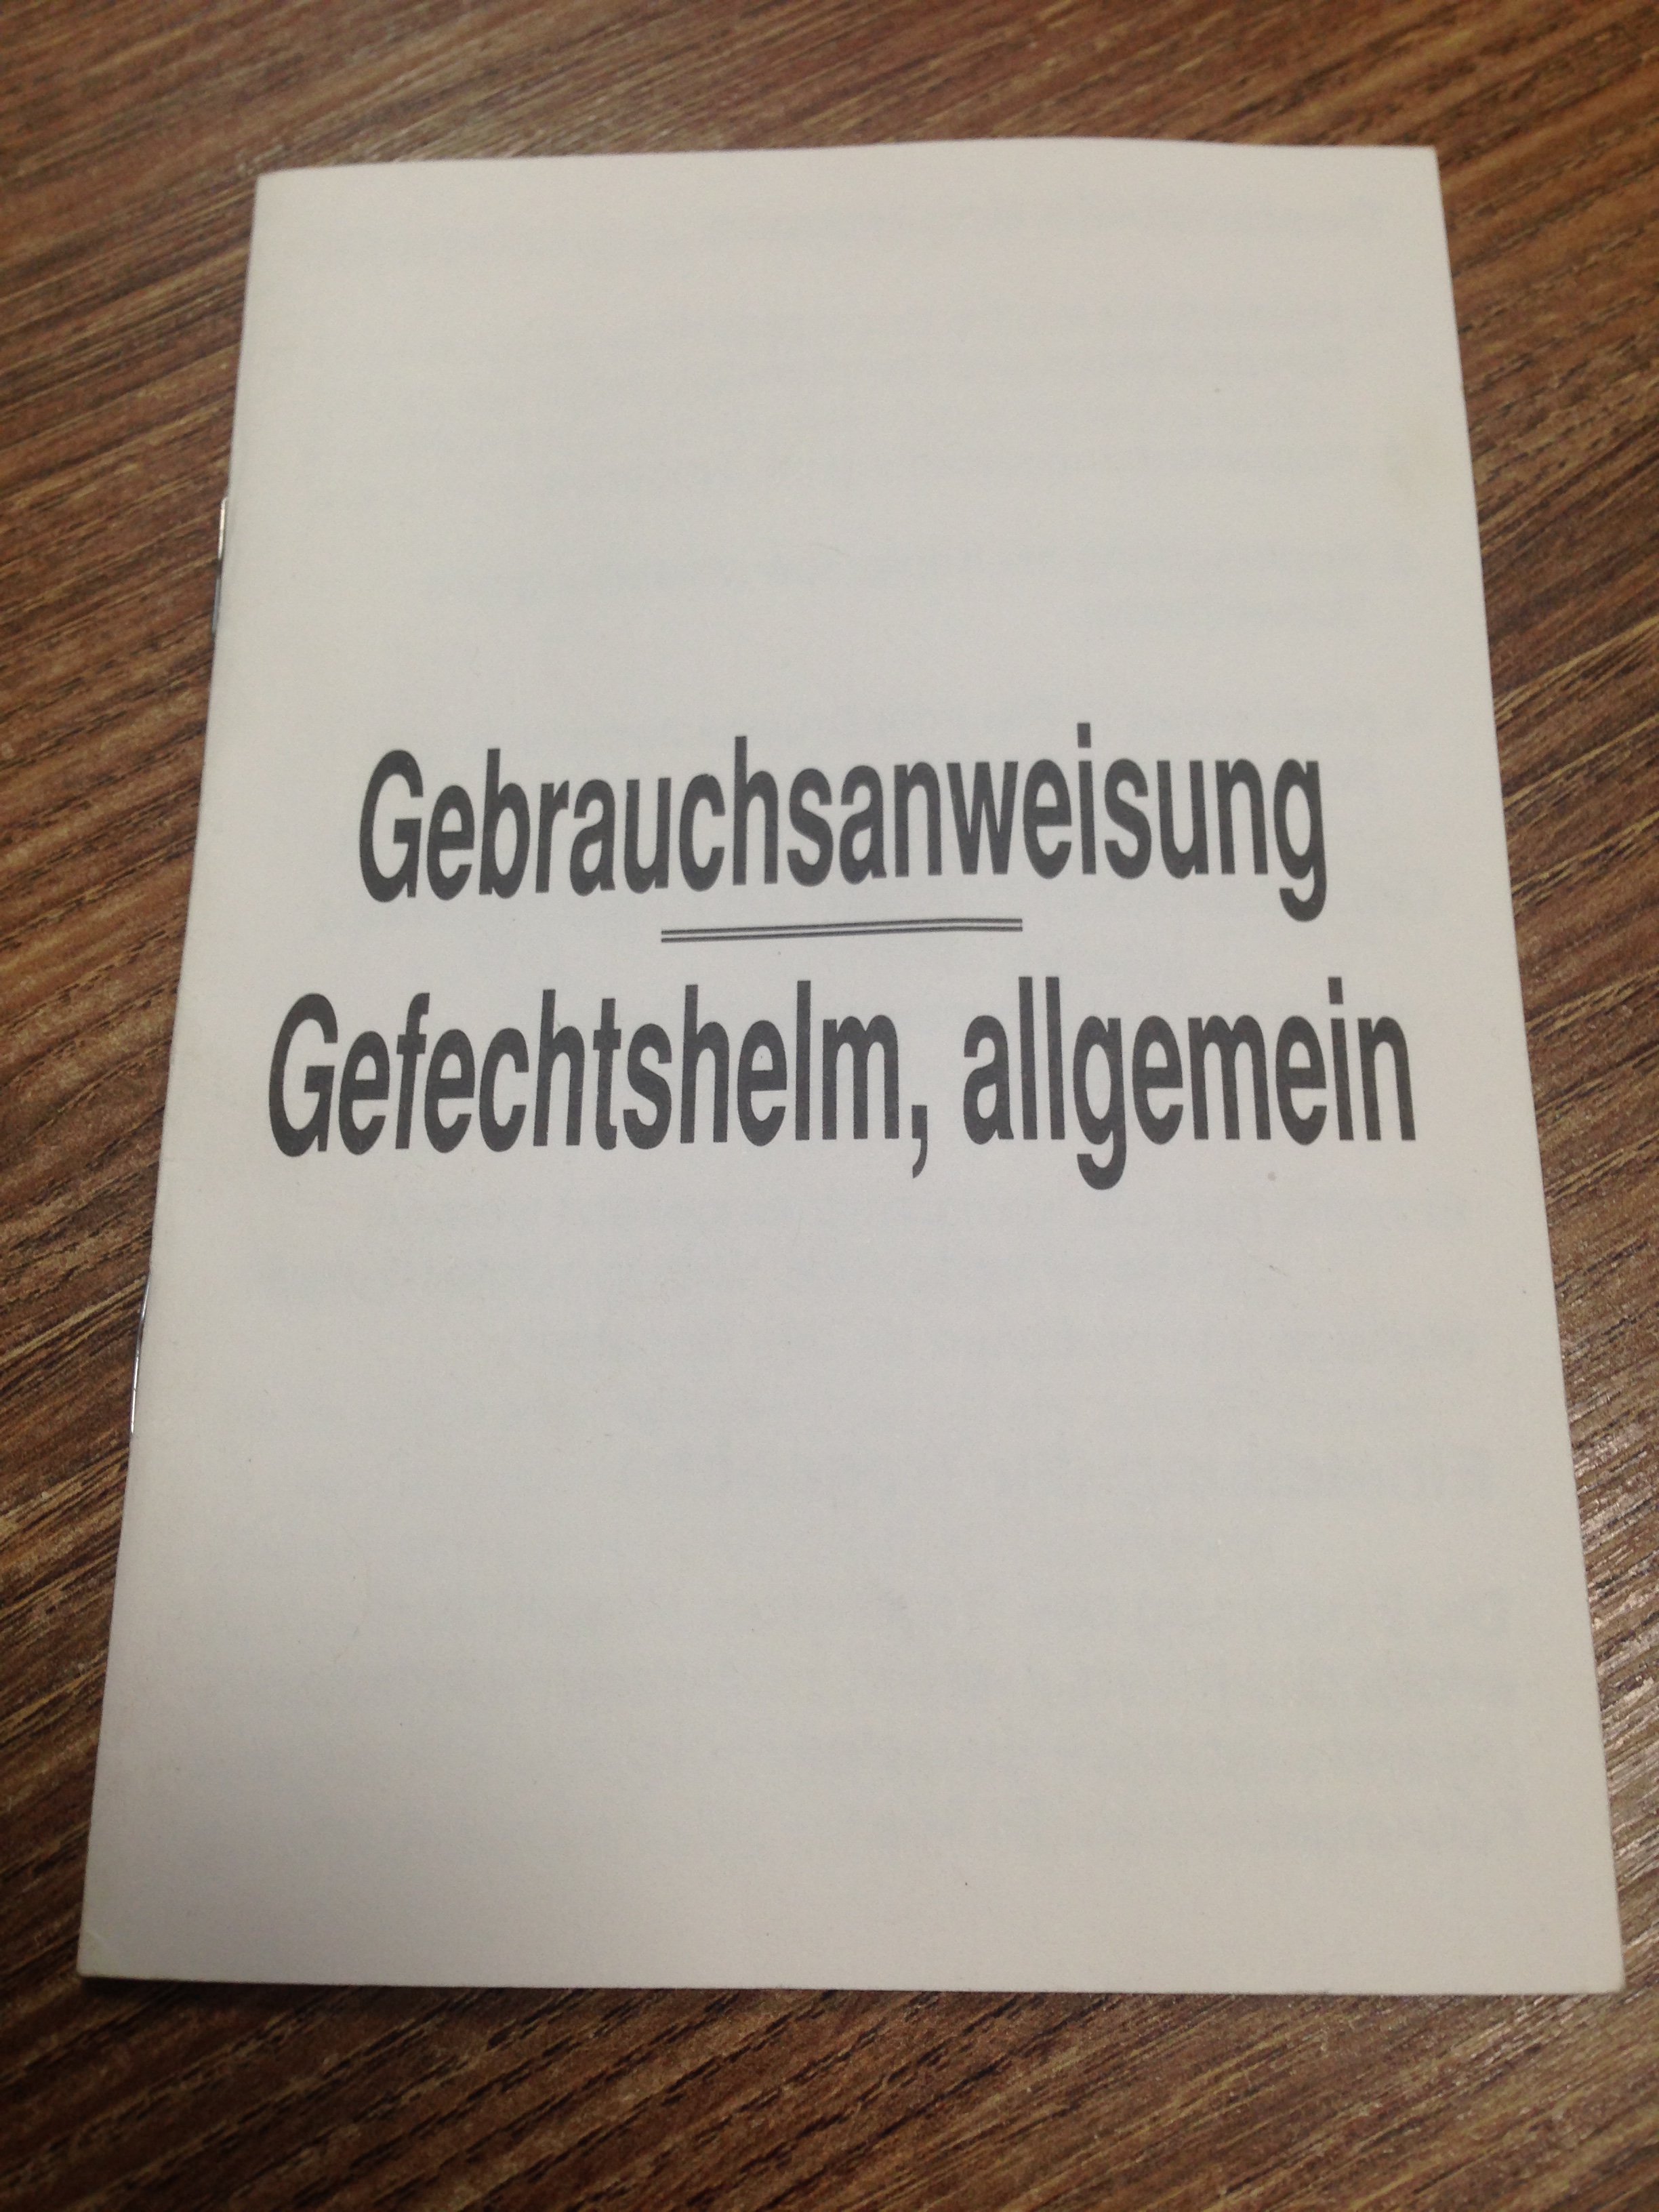 Gebrauchsanweisung
Gefechtshelm, allgemein